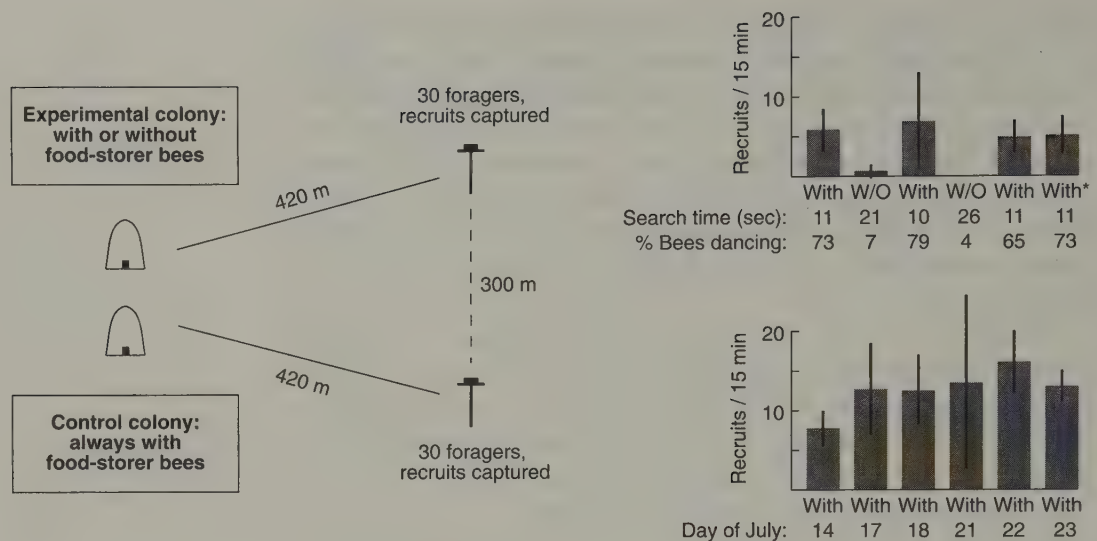 Experimental colony:
with or without
food-storer bees
420 m
30 foragers,
recruits captured
300 m
420 m
Control colony:
always with
food-storer bees
30 foragers,
recruits captured
Recruits / 15 min
20
10
With W/O With W/O With With*
Search time (sec): 11 21 10 26 11 11
% Bees dancing: 73 7 79 4 65 73
Recruits / 15 min
20
10
With With With With With With
Day of July: 14 17 18 21 22 23